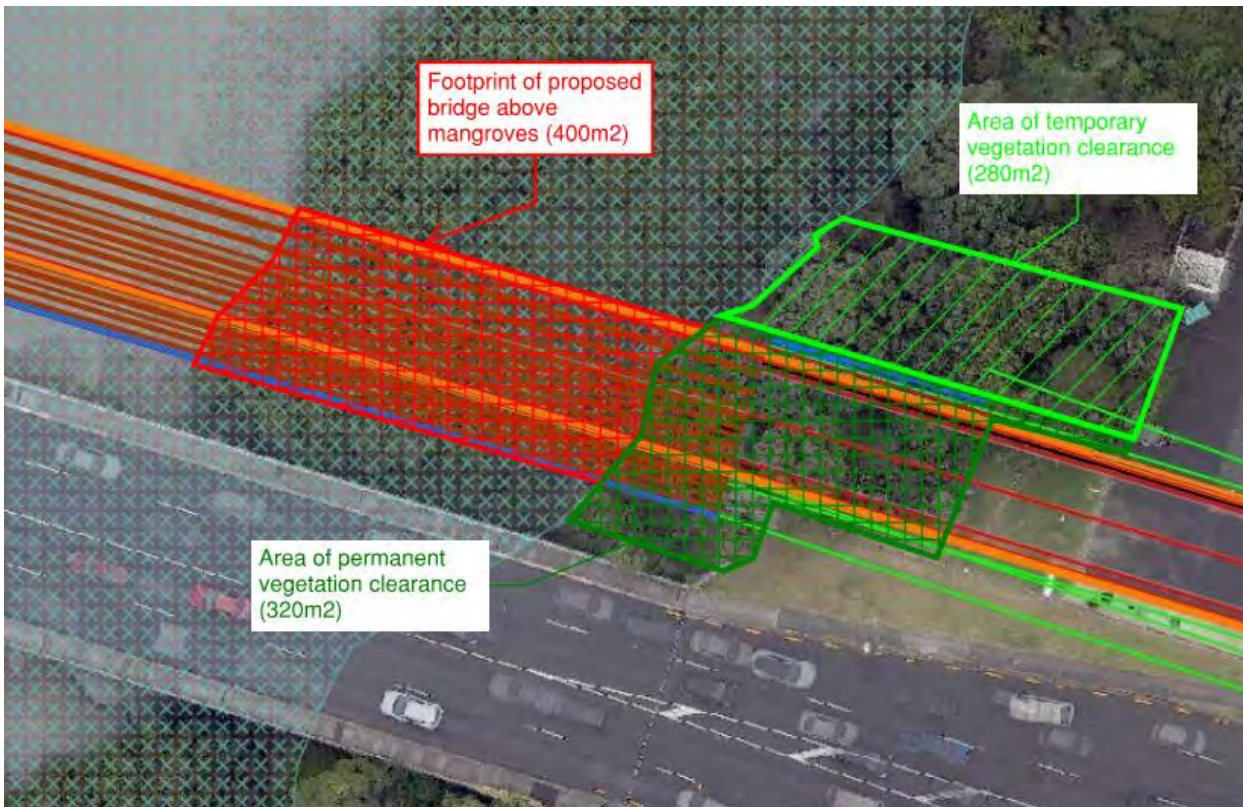 Footprint of proposed
bridge above
mangroves (400m2)
Area of temporary
vegetation clearance
(280m2)
Area of permanent
vegetation clearance
(320m2)